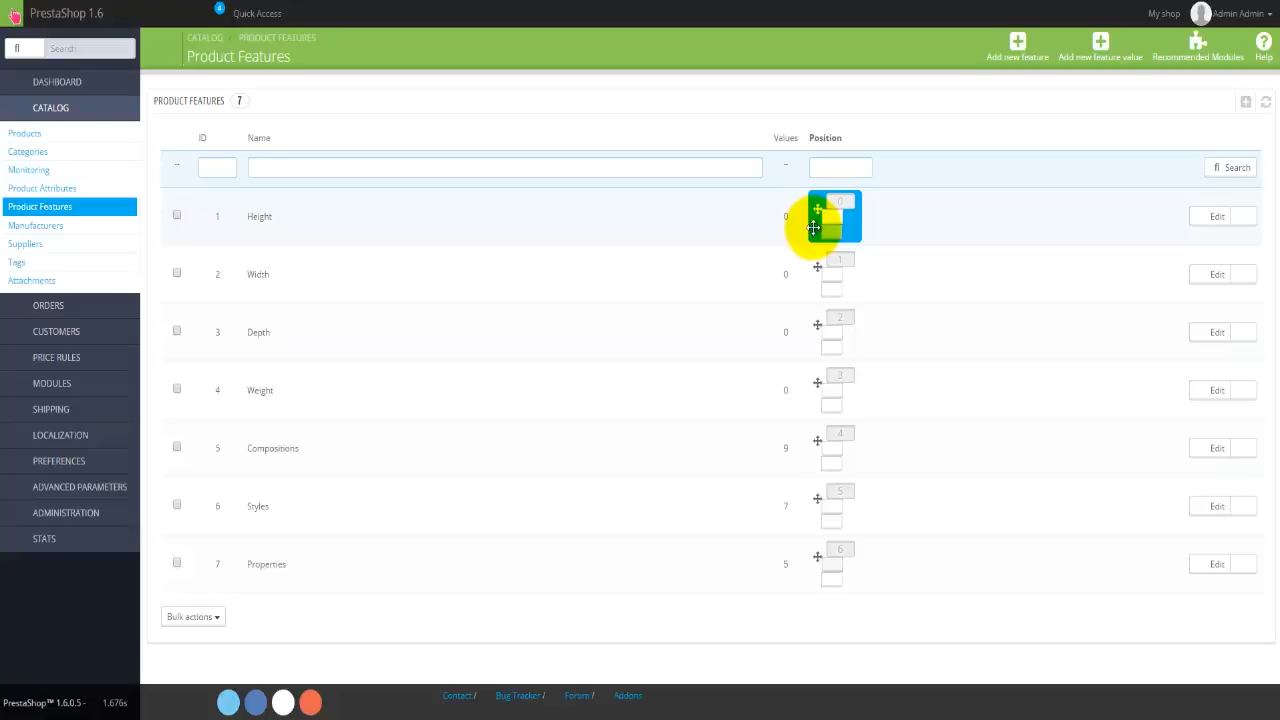 PrestaShop 1.6
4
Quick Access
My shop
Admin Admin
Search
CATALOG / PRODUCT FEATURES
Product Features
Add new feature
Add new feature value
Recommended Modules
Help
DASHBOARD
CATALOG
Products
Categories
Monitoring
Product Attributes
Product Features
Manufacturers
Suppliers
Tags
Attachments
ORDERS
CUSTOMERS
PRICE RULES
MODULES
SHIPPING
LOCALIZATION
PREFERENCES
ADVANCED PARAMETERS
ADMINISTRATION
STATS
PrestaShop™ 1.6.0.5 - 1.676s
PRODUCT FEATURES 7
ID Name Values Position
-- -- Search
1 Height 0 0 Edit
2 Width 0 1 Edit
3 Depth 0 2 Edit
4 Weight 0 3 Edit
5 Compositions 9 4 Edit
6 Styles 7 5 Edit
7 Properties 5 6 Edit
Bulk actions
Contact / Bug Tracker / Forum / Addons